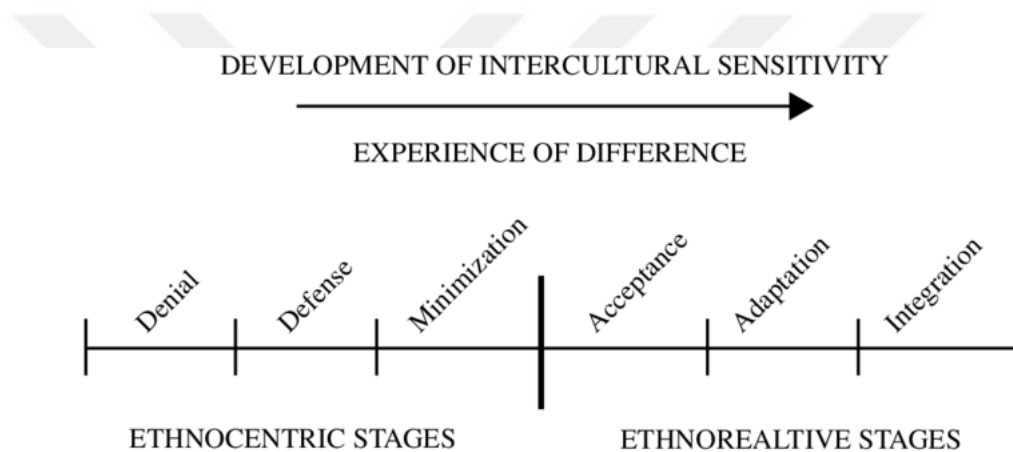 DEVELOPMENT OF INTERCULTURAL SENSITIVITY
EXPERIENCE OF DIFFERENCE
Denial
Defense
Minimization
Acceptance
Adaptation
Integration
ETHNOCENTRIC STAGES
ETHNOREALTIVE STAGES